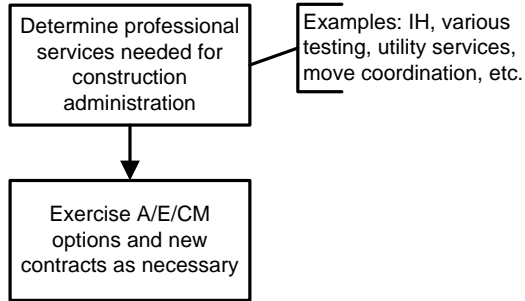 Determine professional
services needed for
construction
administration
Examples: IH, various
testing, utility services,
move coordination, etc.
Exercise A/E/CM
options and new
contracts as necessary